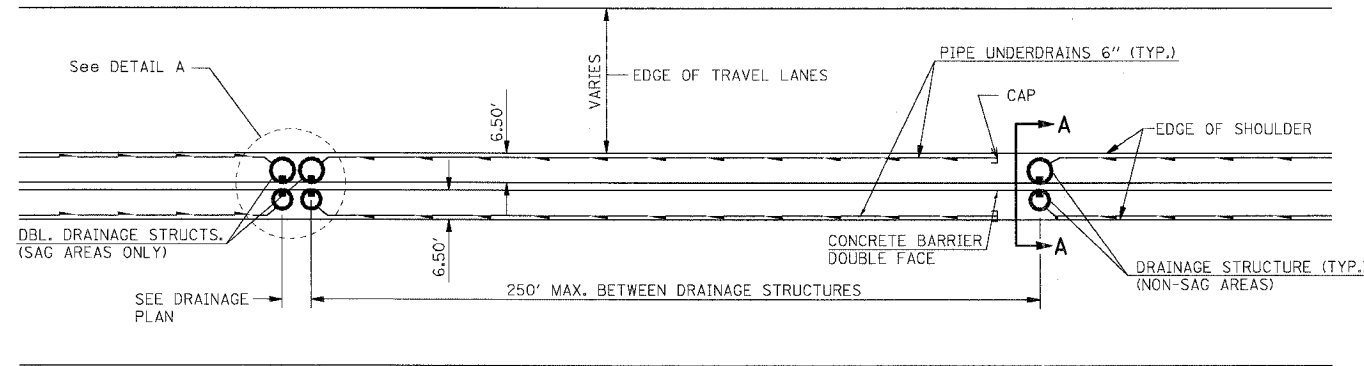 See DETAIL A
VARIES
EDGE OF TRAVEL LANES
PIPE UNDERDRAINS 6" (TYP.)
CAP
6.50'
A
EDGE OF SHOULDER
DBL. DRAINAGE STRUCTS.
(SAG AREAS ONLY)
6.50'
CONCRETE BARRIER
DOUBLE FACE
A
DRAINAGE STRUCTURE (TYP.
(NON-SAG AREAS)
SEE DRAINAGE
PLAN
250' MAX. BETWEEN DRAINAGE STRUCTURES